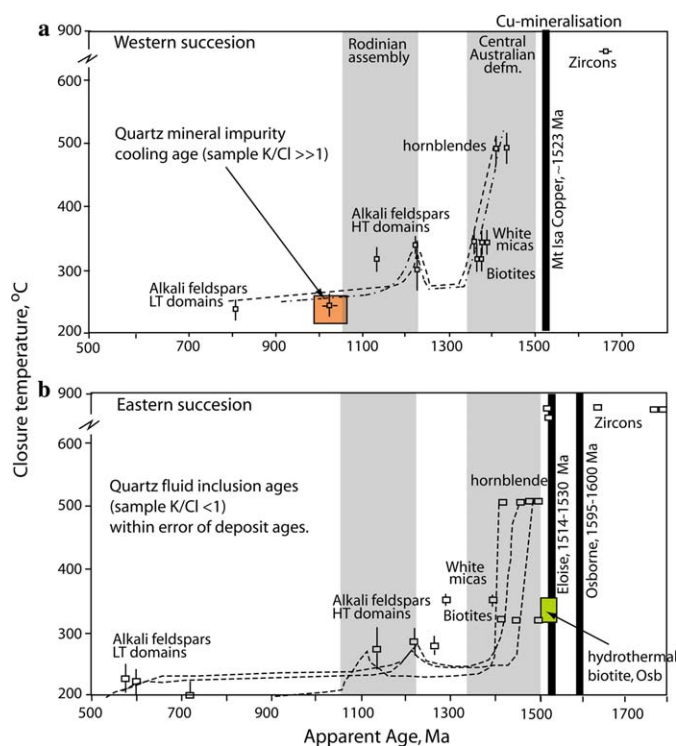 Cu-mineralisation
a
900
Western succesion
Rodinian
assembly
Central
Australian
defm.
Zircons
600
Quartz mineral impurity
cooling age (sample K/Cl >>1)
500
hornblendes
Mt Isa Copper, ~1523 Ma
400
Alkali feldspars
HT domains
White
micas
300
Biotites
Alkali feldspars
LT domains
200
500
700
900
1100
1300
1500
1700
Closure temperature, °C
b
900
Eastern succesion
Zircons
600
Quartz fluid inclusion ages
(sample K/Cl <1)
within error of deposit ages.
hornblende
500
Eloise, 1514-1530 Ma
Osborne, 1595-1600 Ma
400
White
micas
Alkali feldspars
HT domains
Biotites
300
Alkali feldspars
LT domains
hydrothermal
biotite, Osb
200
500
700
900
1100
1300
1500
1700
Apparent Age, Ma